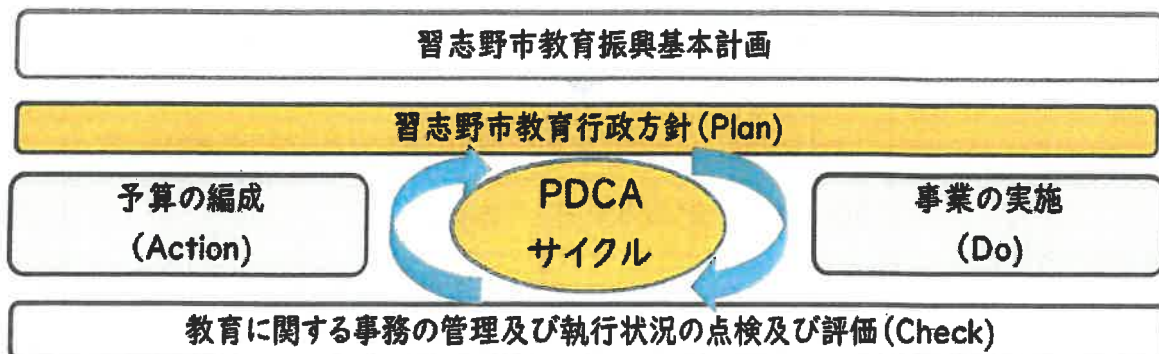 習志野市教育振興基本計画
習志野市教育行政方針(Plan)
予算の編成
(Action)
PDCA
サイクル
事業の実施
(Do)
教育に関する事務の管理及び執行状況の点検及び評価(Check)